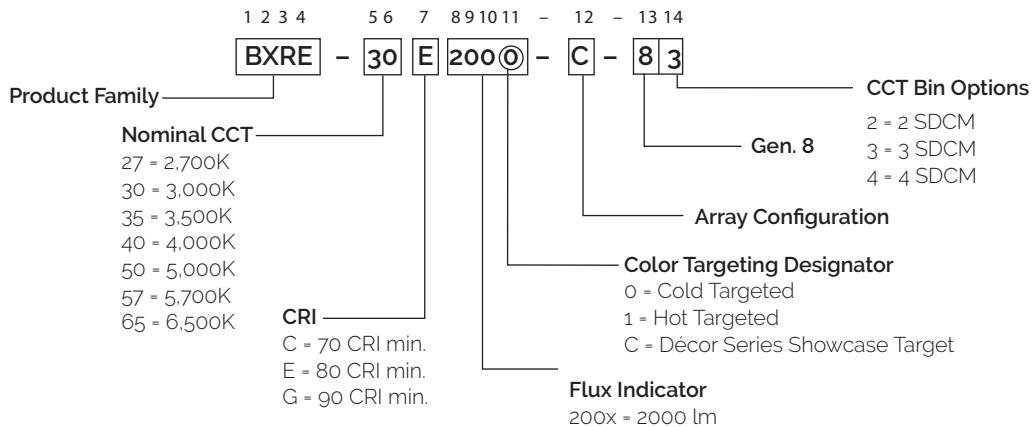 1 2 3 4 5 6 7 8 9 10 11 – 12 – 13 14
BXRE – 30 E 200 0 – C – 8 3
Product Family
Nominal CCT
27 = 2,700K
30 = 3,000K
35 = 3,500K
40 = 4,000K
50 = 5,000K
57 = 5,700K
65 = 6,500K
CRI
C = 70 CRI min.
E = 80 CRI min.
G = 90 CRI min.
Flux Indicator
200x = 2000 lm
Color Targeting Designator
0 = Cold Targeted
1 = Hot Targeted
C = Décor Series Showcase Target
Array Configuration
Gen. 8
CCT Bin Options
2 = 2 SDCM
3 = 3 SDCM
4 = 4 SDCM